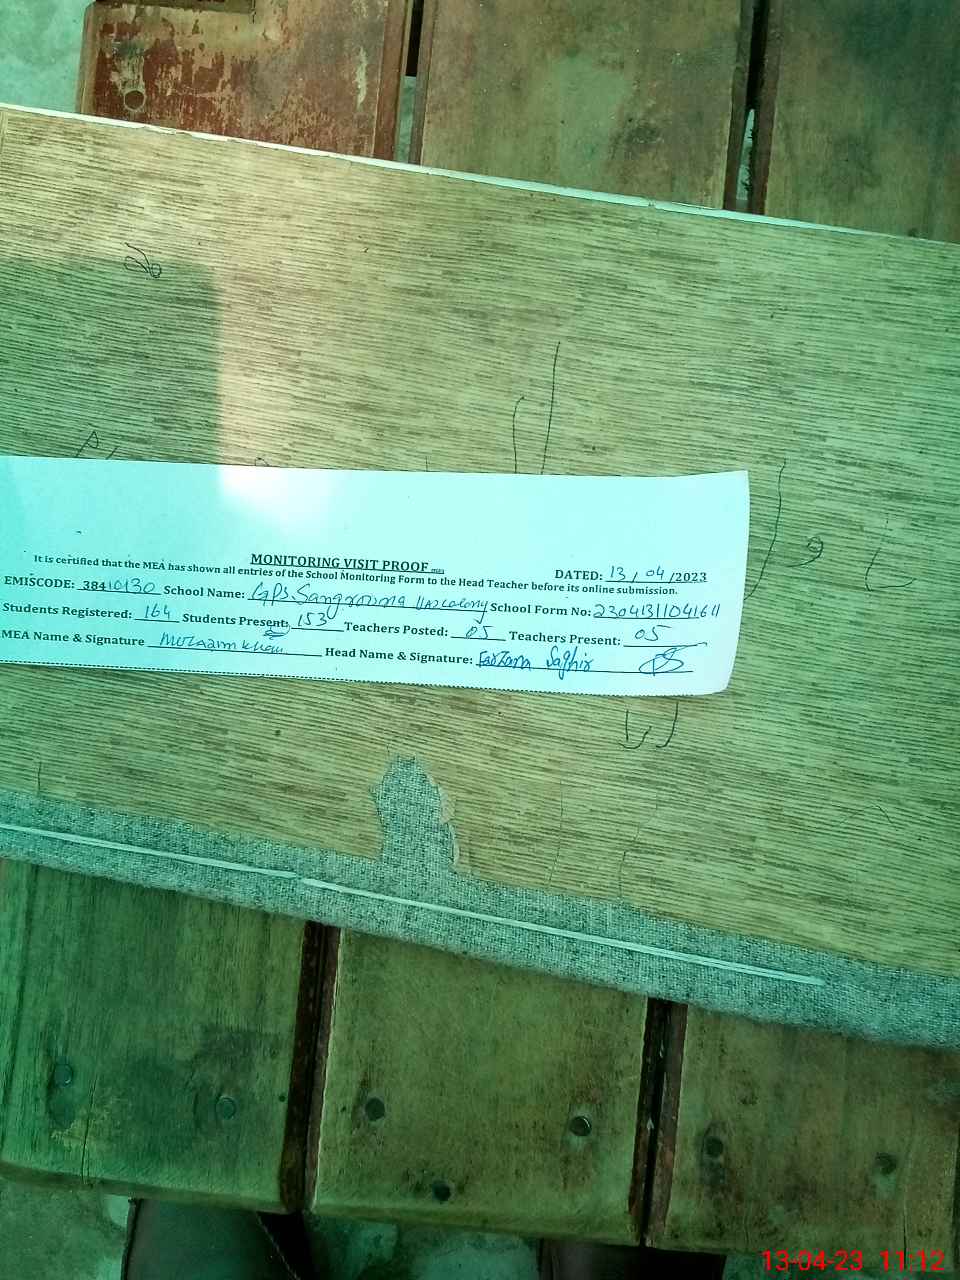 MONITORING VISIT PROOF
DATED: 13/04/2023
It is certified that the MEA has shown all entries of the School Monitoring Form to the Head Teacher before its online submission.
EMISCODE: 38410130 School Name: GPS Sangroona School Form No: 23041311041611
Students Registered: 164 Students Present: 153 Teachers Posted: 05 Teachers Present: 05
MEA Name & Signature Khan Head Name & Signature: Farzana Saghir
13-04-23 11:12